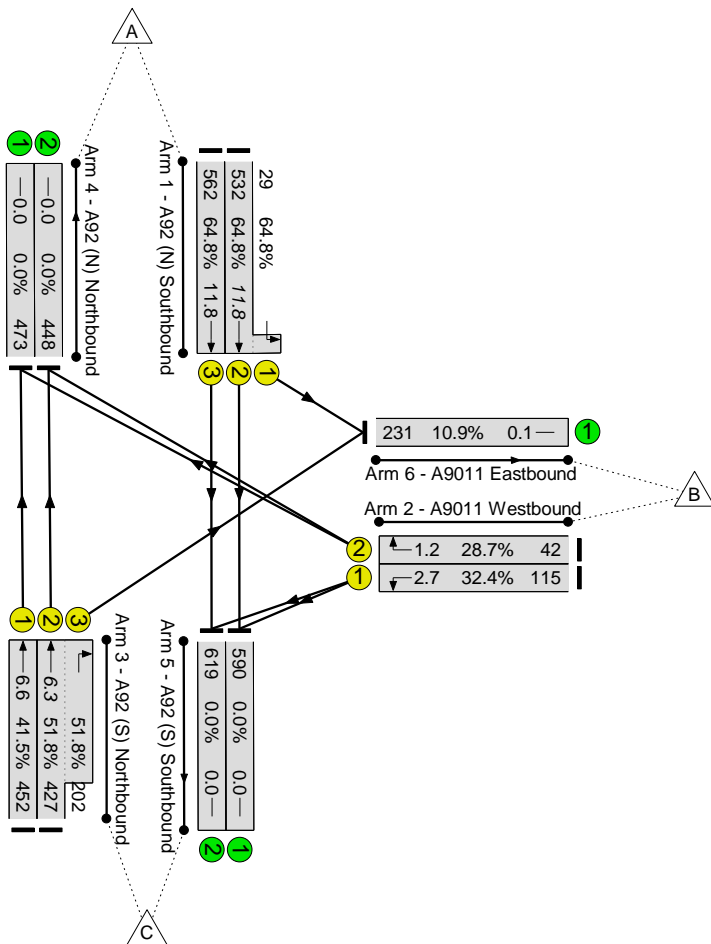 A
1
2
0.0 0.0% 473
0.0 0.0% 448
Arm 4 - A92 (N) Northbound
Arm 1 - A92 (N) Southbound
562 64.8% 11.8
532 64.8% 11.8
29 64.8%
3
2
1
231 10.9% 0.1
1
Arm 6 - A9011 Eastbound
B
Arm 2 - A9011 Westbound
2
1.2 28.7% 42
1
2.7 32.4% 115
1
2
3
6.6 41.5% 452
6.3 51.8% 427
51.8% 202
Arm 3 - A92 (S) Northbound
Arm 5 - A92 (S) Southbound
619 0.0% 0.0
590 0.0% 0.0
2
1
C